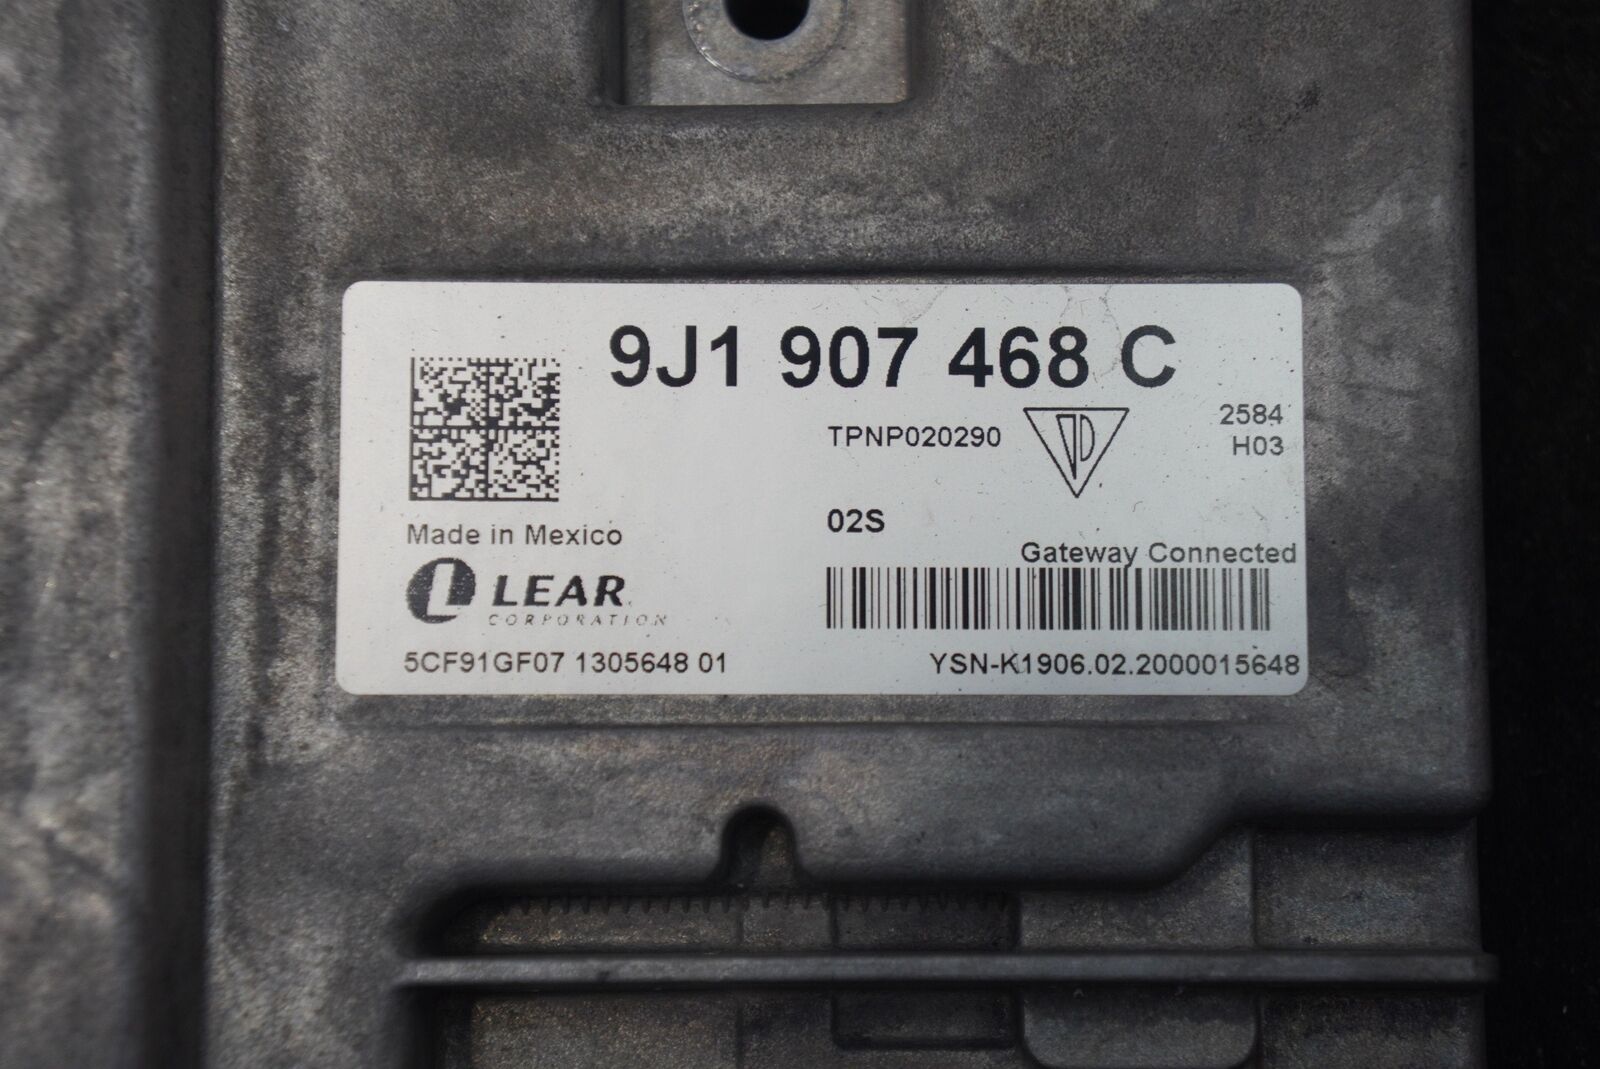 9J1 907 468 C
TPNP020290
2584
H03
02S
Made in Mexico
Gateway Connected
LEAR
CORPORATION
5CF91GF07 1305648 01
YSN-K1906.02.2000015648